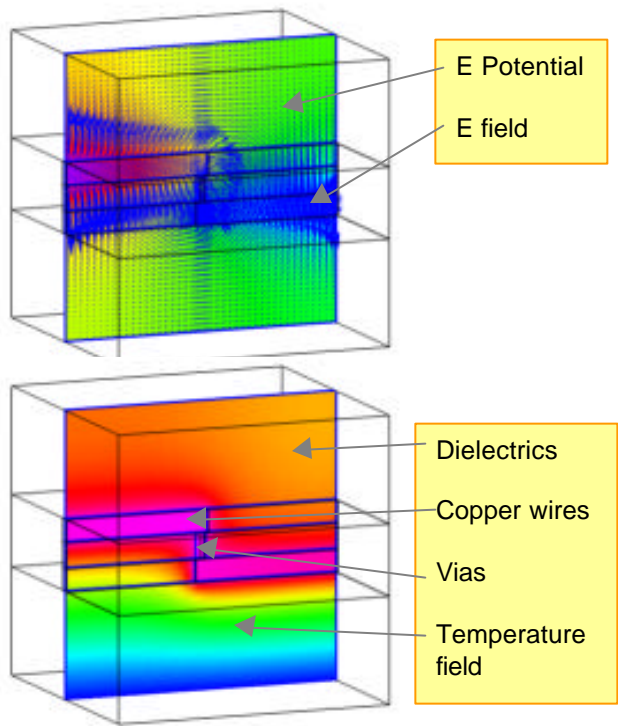 E Potential
E field
Dielectrics
Copper wires
Vias
Temperature
field